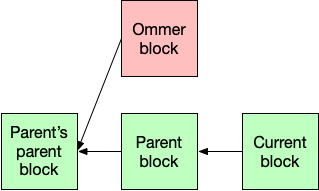 Ommer
block
Parent's
parent
block
Parent
block
Current
block